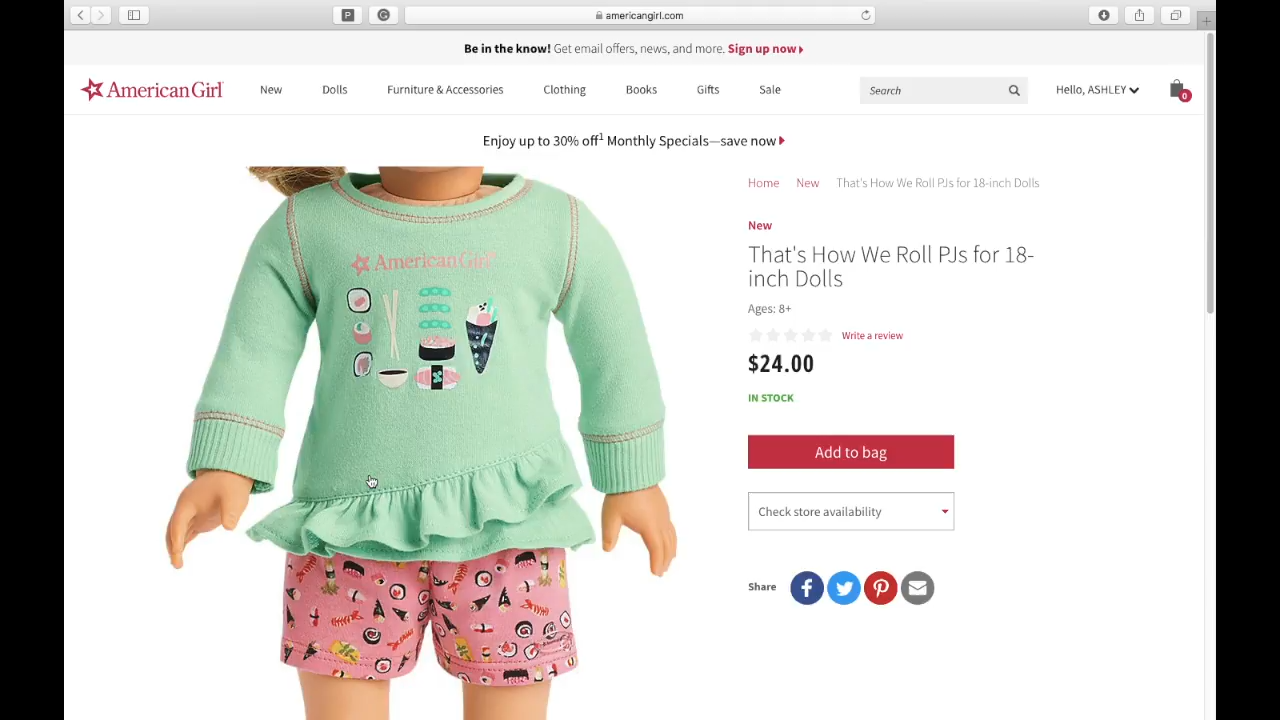 americangirl.com
Be in the know! Get email offers, news, and more. Sign up now
American Girl
New
Dolls
Furniture & Accessories
Clothing
Books
Gifts
Sale
Search
Hello, ASHLEY
0
Enjoy up to 30% off¹ Monthly Specials—save now
Home
New
That's How We Roll PJs for 18-inch Dolls
American Girl
New
That's How We Roll PJs for 18-
inch Dolls
Ages: 8+
Write a review
$24.00
IN STOCK
Add to bag
Check store availability
Share